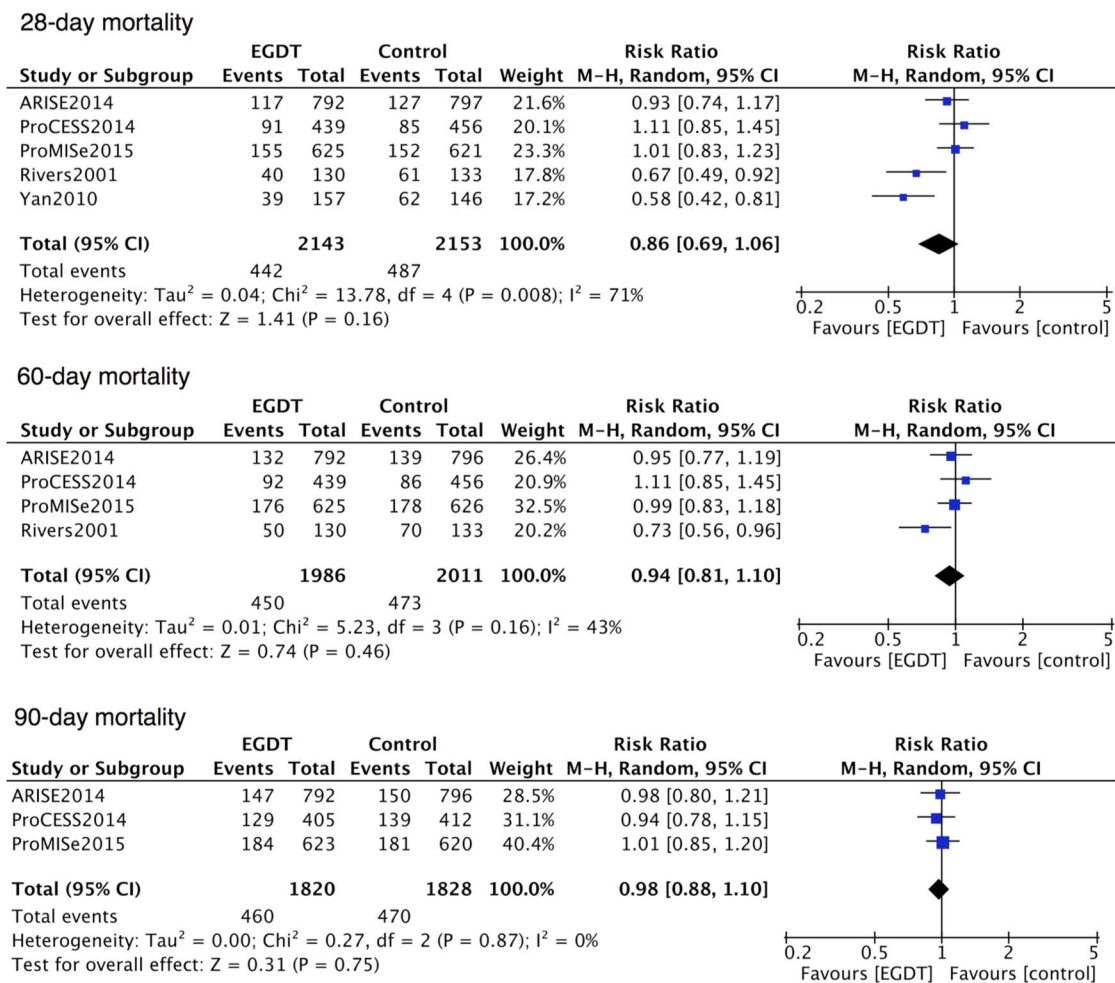 28-day mortality
EGDT Control Risk Ratio Risk Ratio
Study or Subgroup Events Total Events Total Weight M-H, Random, 95% CI M-H, Random, 95% CI
ARISE2014 117 792 127 797 21.6% 0.93 [0.74, 1.17]
ProCESS2014 91 439 85 456 20.1% 1.11 [0.85, 1.45]
ProMISe2015 155 625 152 621 23.3% 1.01 [0.83, 1.23]
Rivers2001 40 130 61 133 17.8% 0.67 [0.49, 0.92]
Yan2010 39 157 62 146 17.2% 0.58 [0.42, 0.81]
Total (95% CI) 2143 2153 100.0% 0.86 [0.69, 1.06]
Total events 442 487
Heterogeneity: Tau² = 0.04; Chi² = 13.78, df = 4 (P = 0.008); I² = 71%
Test for overall effect: Z = 1.41 (P = 0.16)
0.2 0.5 1 2 5
Favours [EGDT] Favours [control]
60-day mortality
EGDT Control Risk Ratio Risk Ratio
Study or Subgroup Events Total Events Total Weight M-H, Random, 95% CI M-H, Random, 95% CI
ARISE2014 132 792 139 796 26.4% 0.95 [0.77, 1.19]
ProCESS2014 92 439 86 456 20.9% 1.11 [0.85, 1.45]
ProMISe2015 176 625 178 626 32.5% 0.99 [0.83, 1.18]
Rivers2001 50 130 70 133 20.2% 0.73 [0.56, 0.96]
Total (95% CI) 1986 2011 100.0% 0.94 [0.81, 1.10]
Total events 450 473
Heterogeneity: Tau² = 0.01; Chi² = 5.23, df = 3 (P = 0.16); I² = 43%
Test for overall effect: Z = 0.74 (P = 0.46)
0.2 0.5 1 2 5
Favours [EGDT] Favours [control]
90-day mortality
EGDT Control Risk Ratio Risk Ratio
Study or Subgroup Events Total Events Total Weight M-H, Random, 95% CI M-H, Random, 95% CI
ARISE2014 147 792 150 796 28.5% 0.98 [0.80, 1.21]
ProCESS2014 129 405 139 412 31.1% 0.94 [0.78, 1.15]
ProMISe2015 184 623 181 620 40.4% 1.01 [0.85, 1.20]
Total (95% CI) 1820 1828 100.0% 0.98 [0.88, 1.10]
Total events 460 470
Heterogeneity: Tau² = 0.00; Chi² = 0.27, df = 2 (P = 0.87); I² = 0%
Test for overall effect: Z = 0.31 (P = 0.75)
0.2 0.5 1 2 5
Favours [EGDT] Favours [control]